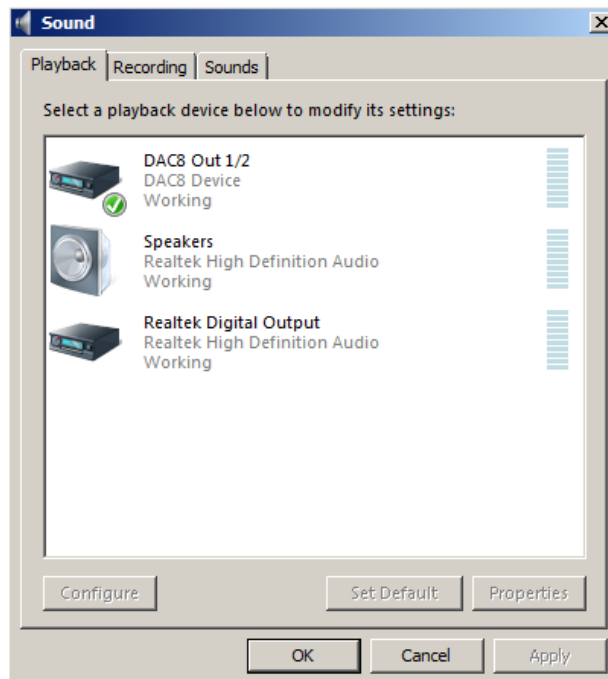 Sound
Playback
Recording
Sounds
Select a playback device below to modify its settings:
DAC8 Out 1/2
DAC8 Device
Working
Speakers
Realtek High Definition Audio
Working
Realtek Digital Output
Realtek High Definition Audio
Working
Configure
Set Default
Properties
OK
Cancel
Apply